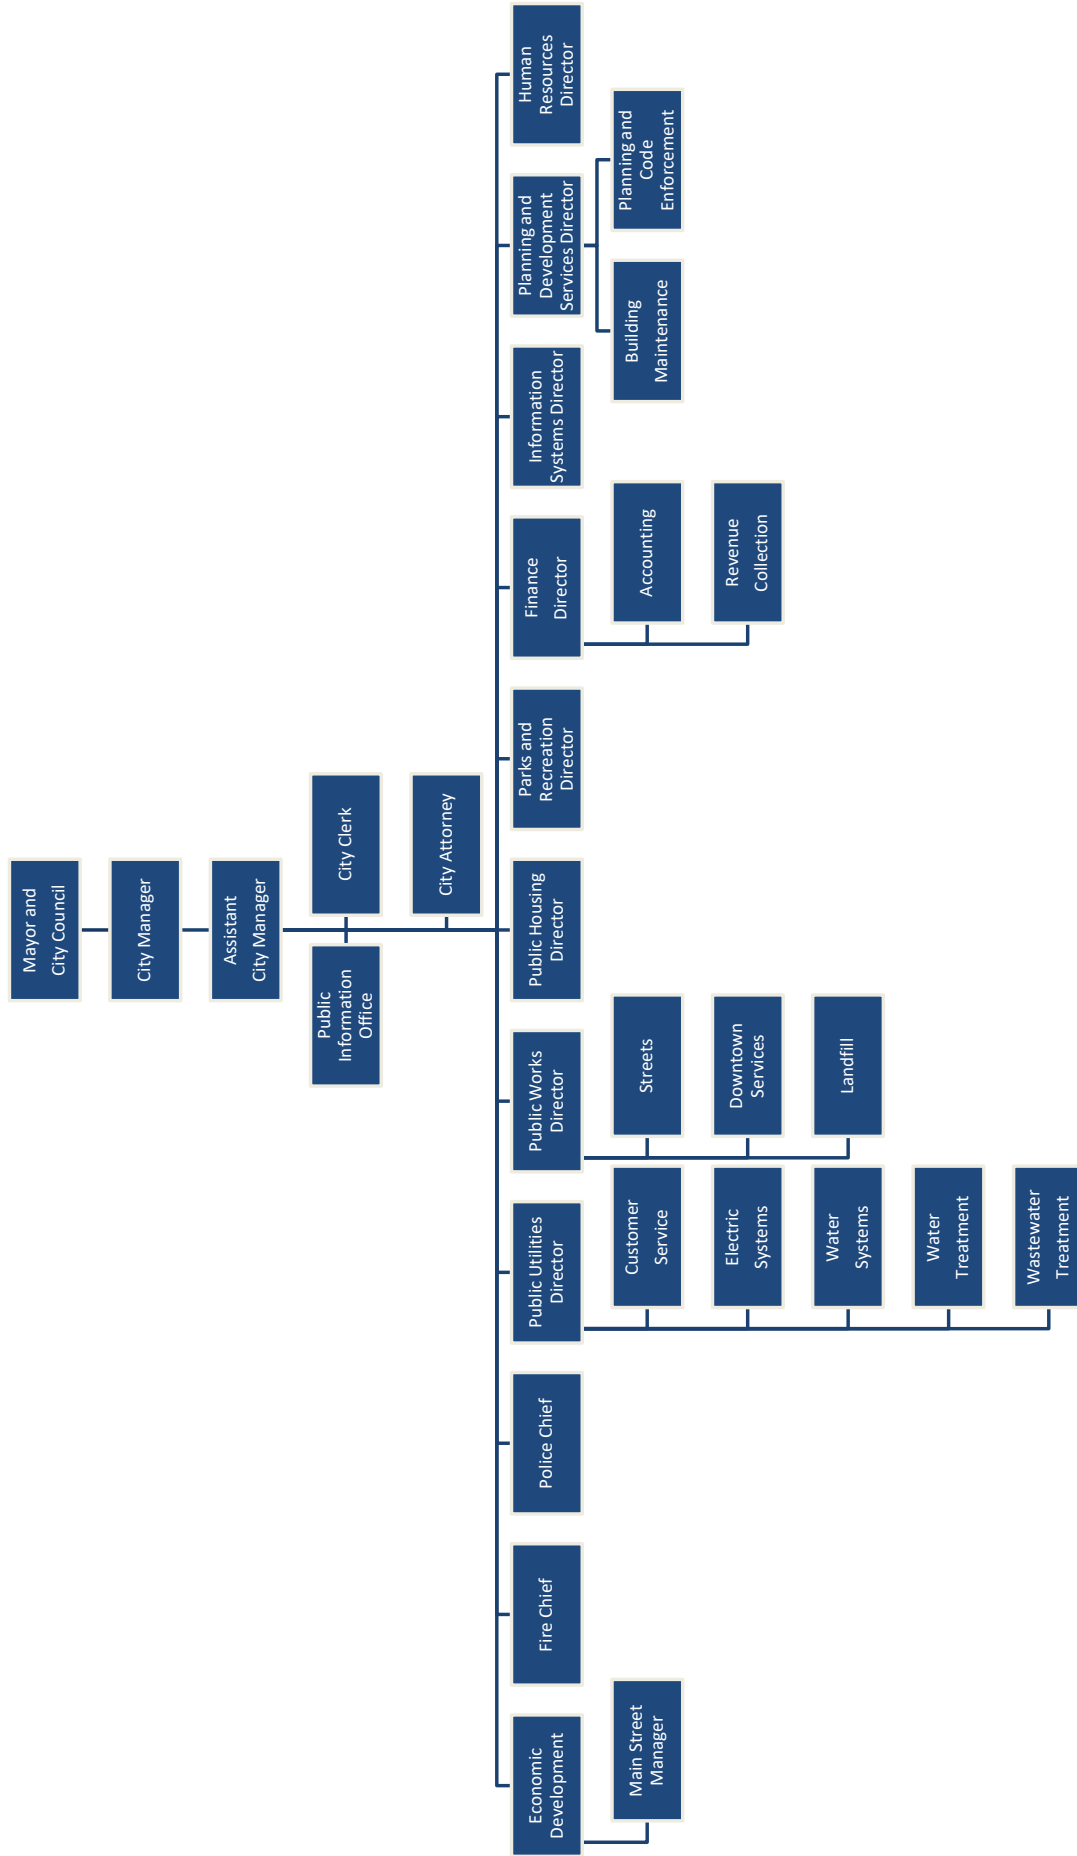 Mayor and
City Council
City Manager
Assistant
City Manager
Public
Information
Office
City Clerk
City Attorney
Economic
Development
Fire Chief
Police Chief
Public Utilities
Director
Public Works
Director
Public Housing
Director
Parks and
Recreation
Director
Finance
Director
Information
Systems Director
Planning and
Development
Services Director
Human
Resources
Director
Main Street
Manager
Customer
Service
Electric
Systems
Water
Systems
Water
Treatment
Wastewater
Treatment
Streets
Downtown
Services
Landfill
Accounting
Revenue
Collection
Building
Maintenance
Planning and
Code
Enforcement